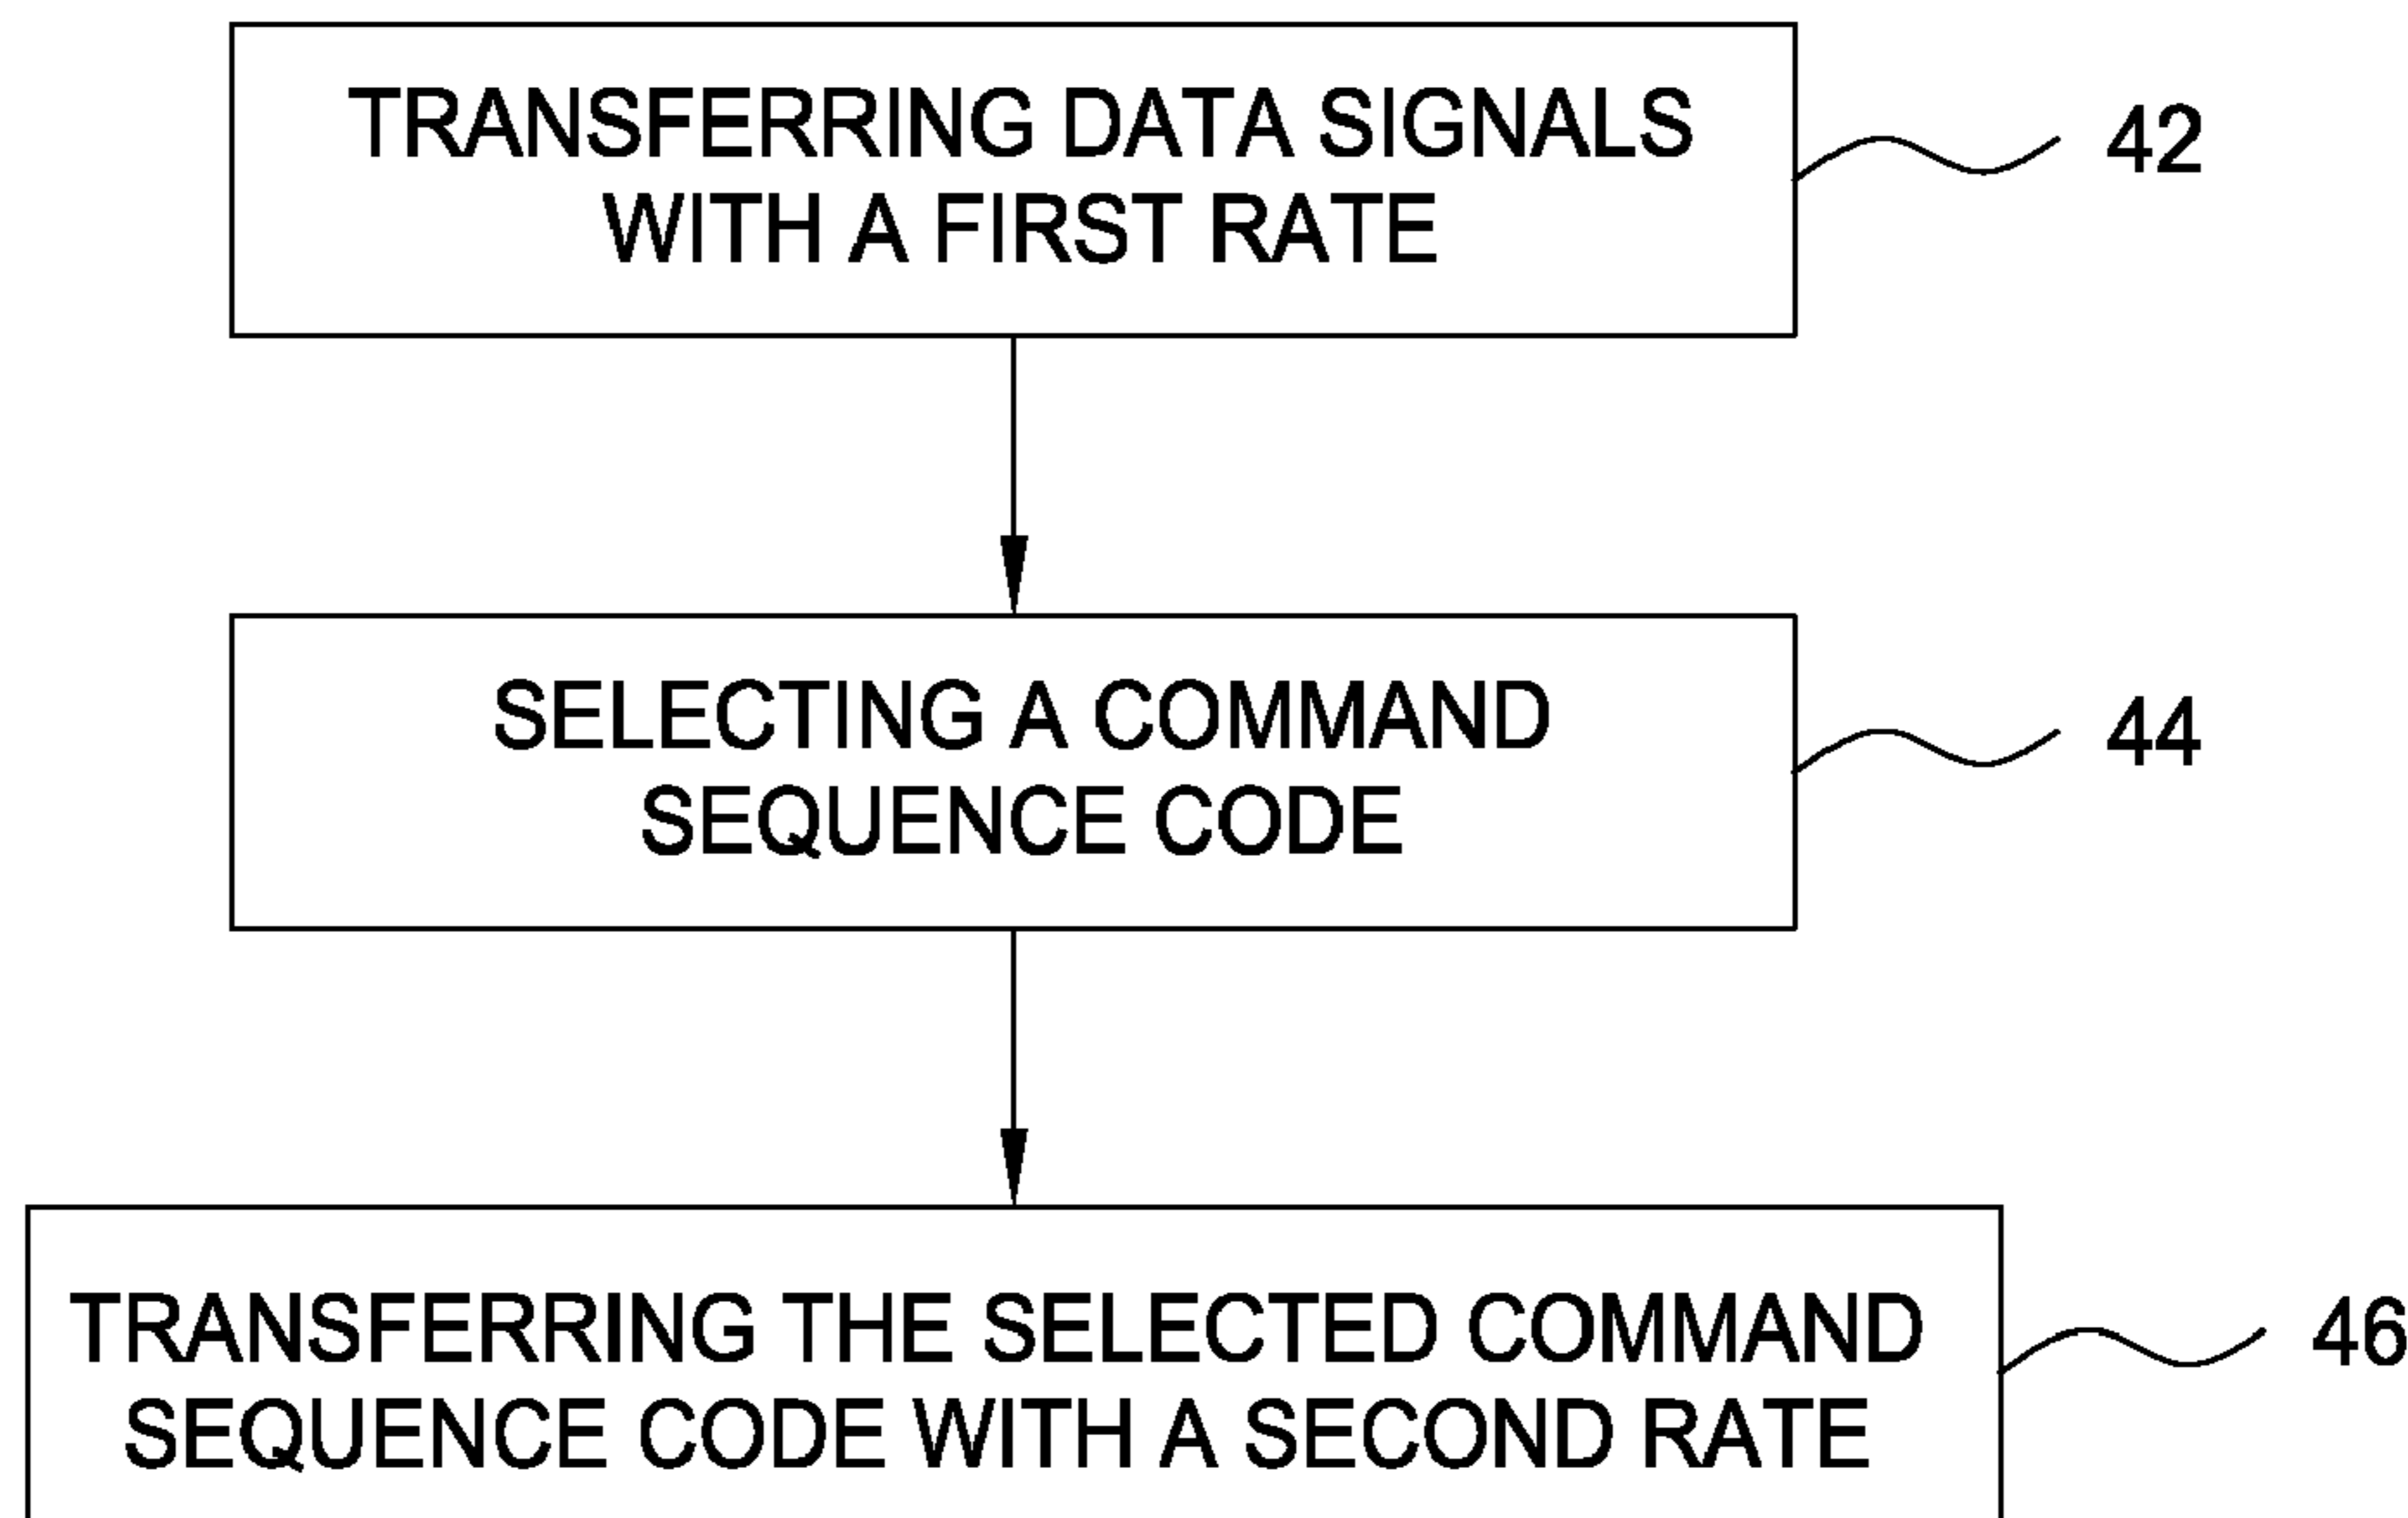 TRANSFERRING DATA SIGNALS
WITH A FIRST RATE
42
SELECTING A COMMAND
SEQUENCE CODE
44
TRANSFERRING THE SELECTED COMMAND
SEQUENCE CODE WITH A SECOND RATE
46